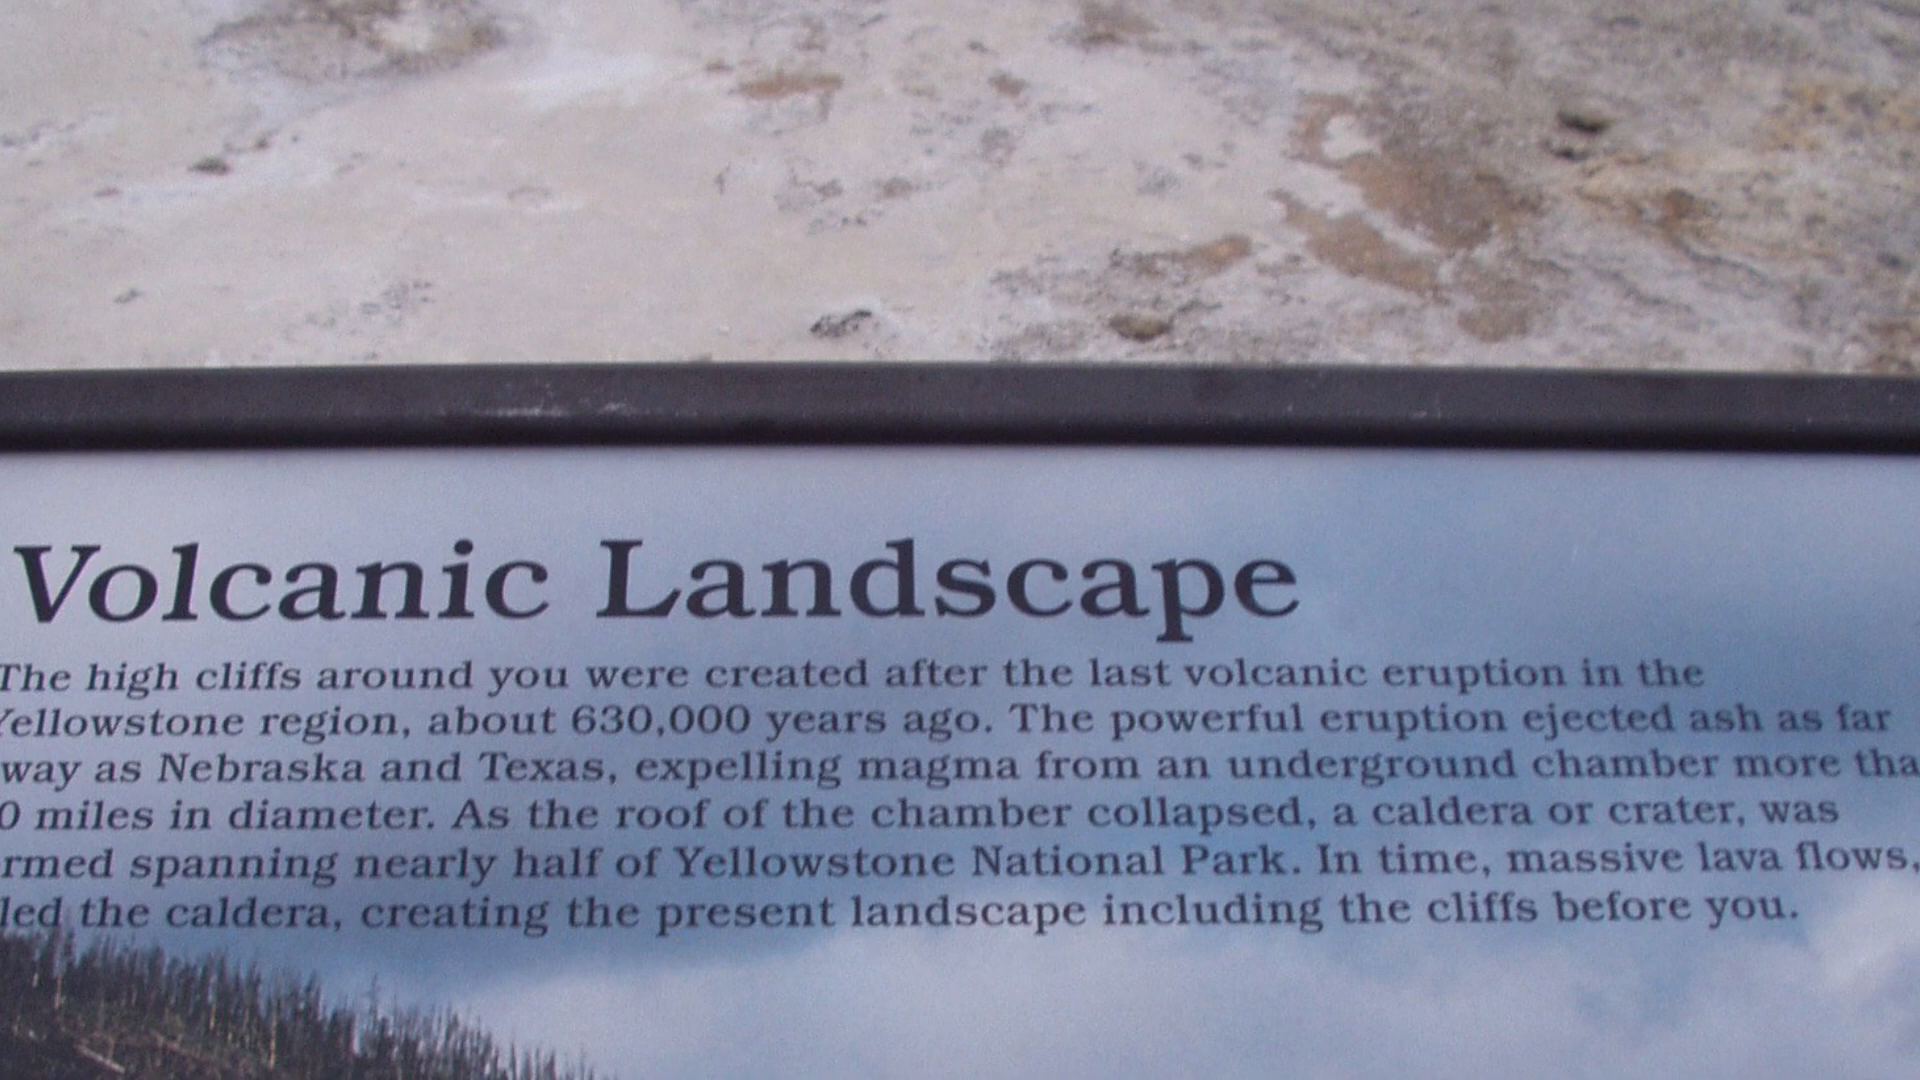 Volcanic Landscape
The high cliffs around you were created after the last volcanic eruption in the
Yellowstone region, about 630,000 years ago. The powerful eruption ejected ash as far
way as Nebraska and Texas, expelling magma from an underground chamber more tha
0 miles in diameter. As the roof of the chamber collapsed, a caldera or crater, was
rmed spanning nearly half of Yellowstone National Park. In time, massive lava flows,
led the caldera, creating the present landscape including the cliffs before you.